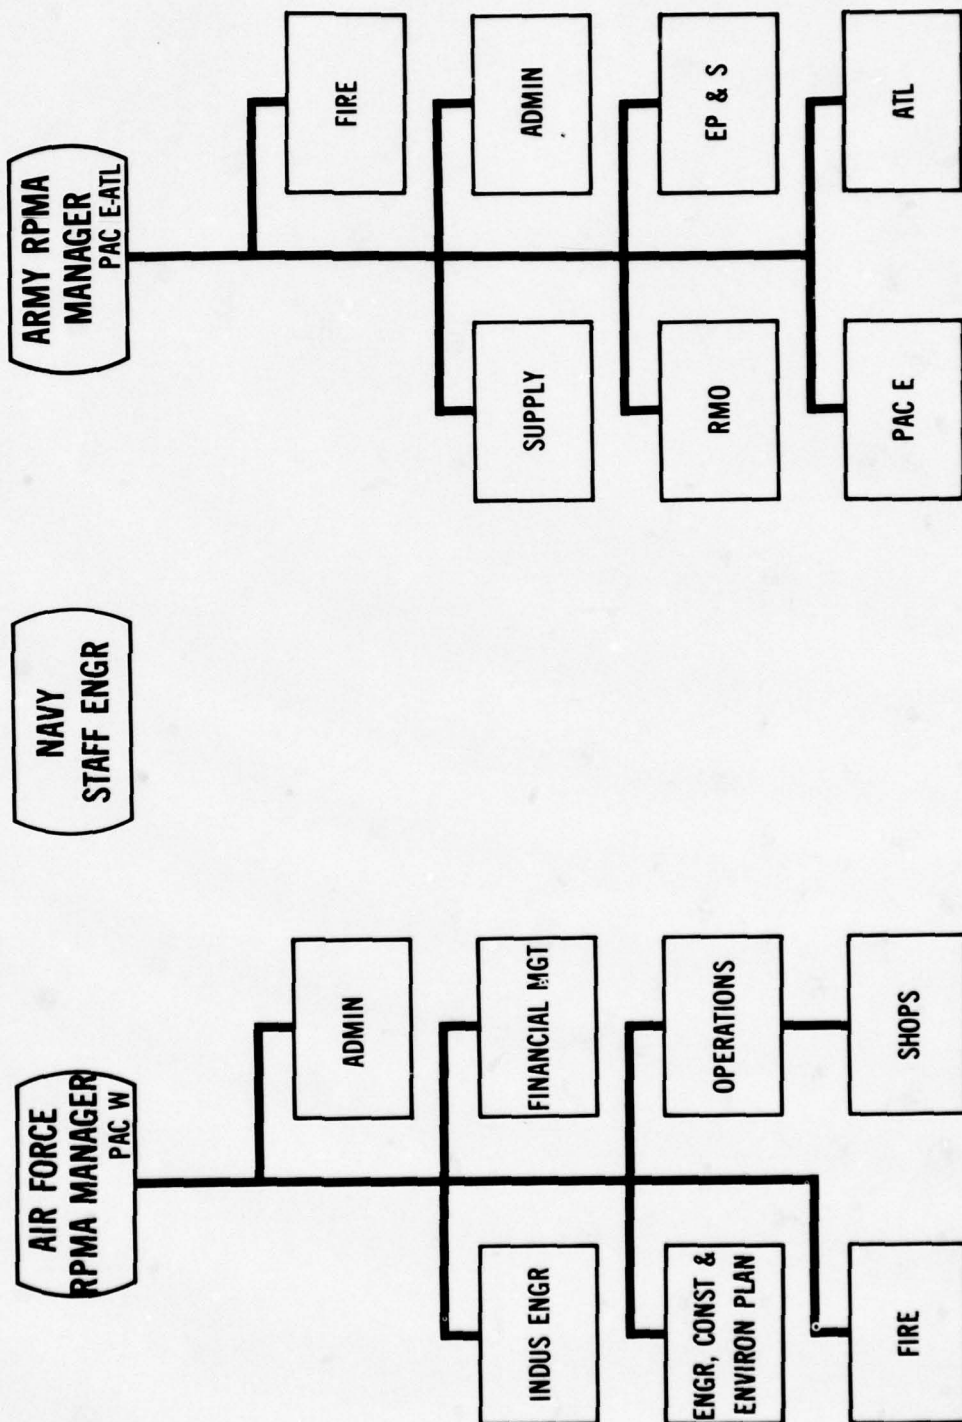 AIR FORCE
RPMA MANAGER
PAC W
ADMIN
INDUS ENGR
FINANCIAL MGT
ENGR, CONST &
ENVIRON PLAN
OPERATIONS
FIRE
SHOPS
NAVY
STAFF ENGR
ARMY RPMA
MANAGER
PAC E-ATL
FIRE
SUPPLY
ADMIN
RMO
EP & S
PAC E
ATL